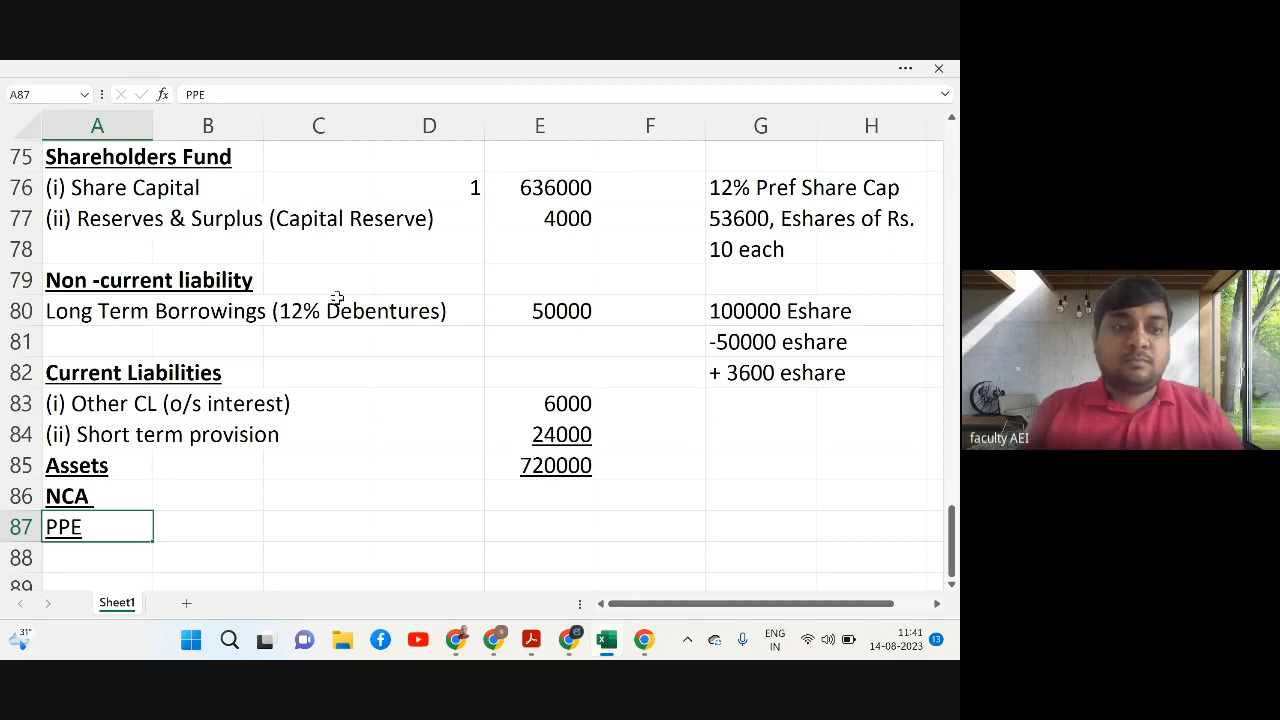 A87 PPE
A B C D E F G H
75 Shareholders Fund
76 (i) Share Capital 1 636000 12% Pref Share Cap
77 (ii) Reserves & Surplus (Capital Reserve) 4000 53600, Eshares of Rs.
78 10 each
79 Non -current liability
80 Long Term Borrowings (12% Debentures) 50000 100000 Eshare
81 -50000 eshare
82 Current Liabilities + 3600 eshare
83 (i) Other CL (o/s interest) 6000
84 (ii) Short term provision 24000
85 Assets 720000
86 NCA
87 PPE
88
89
Sheet1
31°
ENG
IN
11:41
14-08-2023
13
faculty AEI